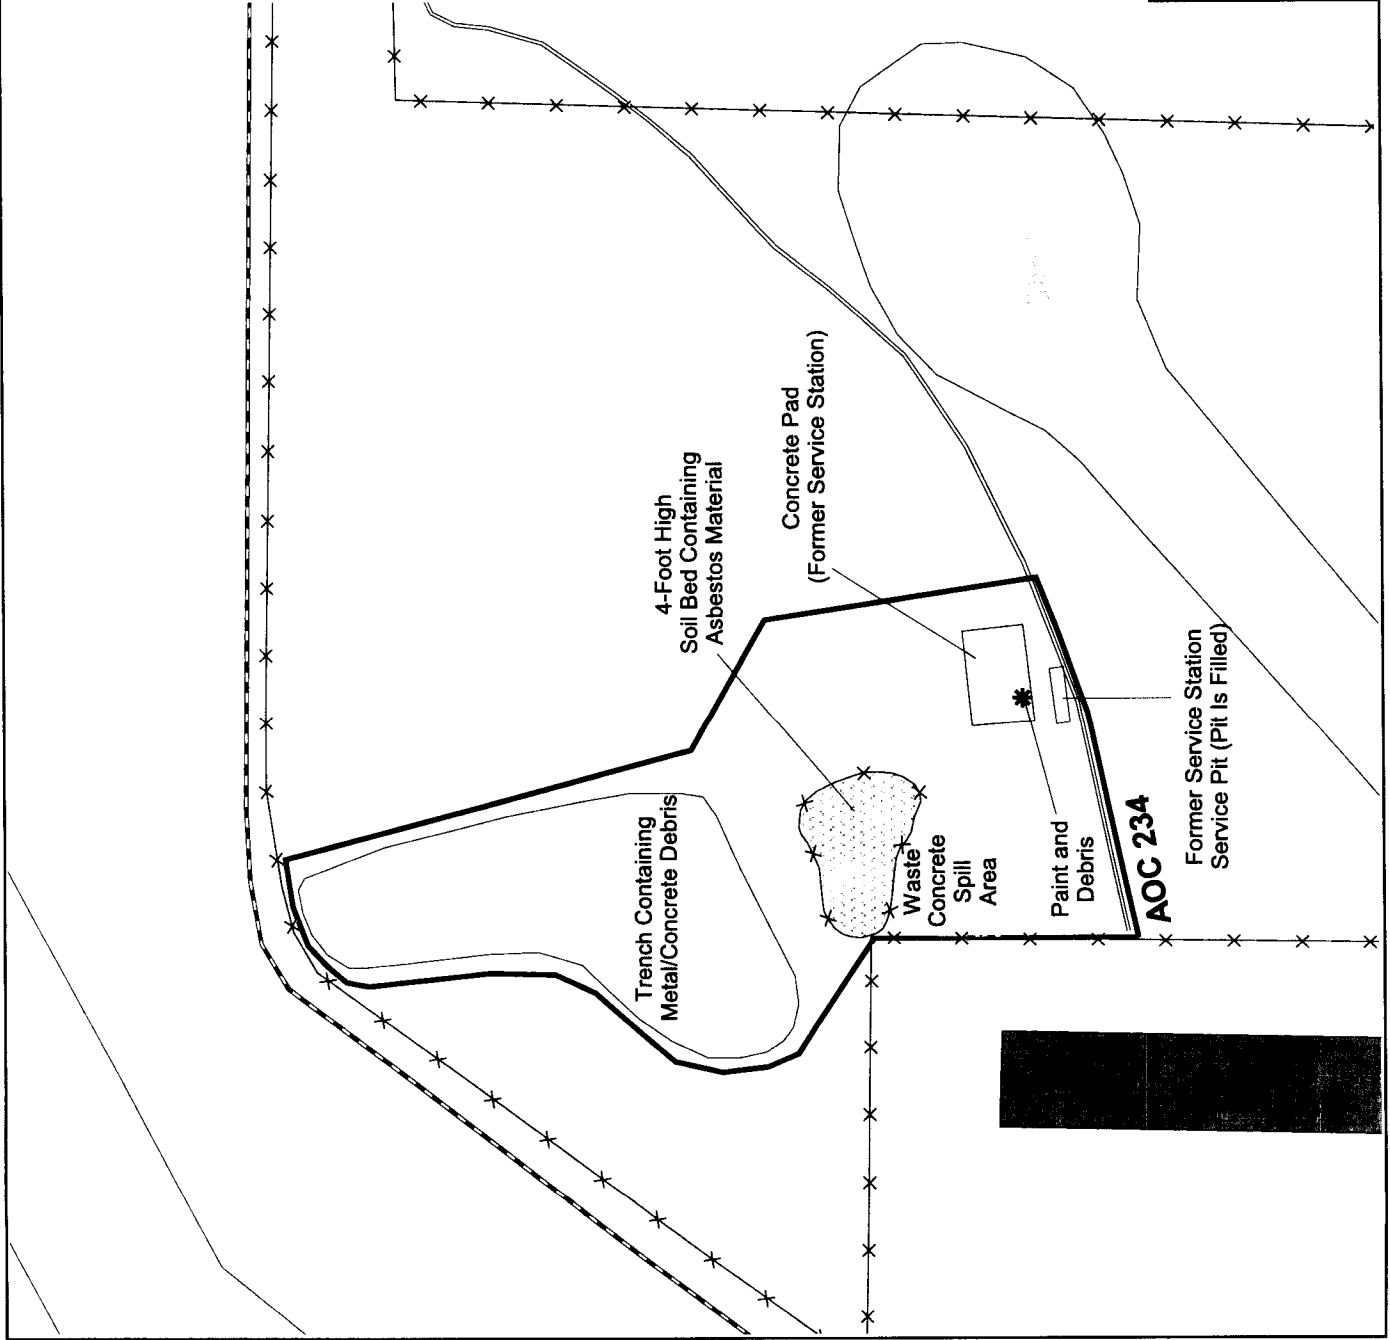 Trench Containing
Metal/Concrete Debris
4-Foot High
Soil Bed Containing
Asbestos Material
Concrete Pad
(Former Service Station)
Waste
Concrete
Spill
Area
Paint and
Debris
AOC 234
Former Service Station
Service Pit (Pit Is Filled)